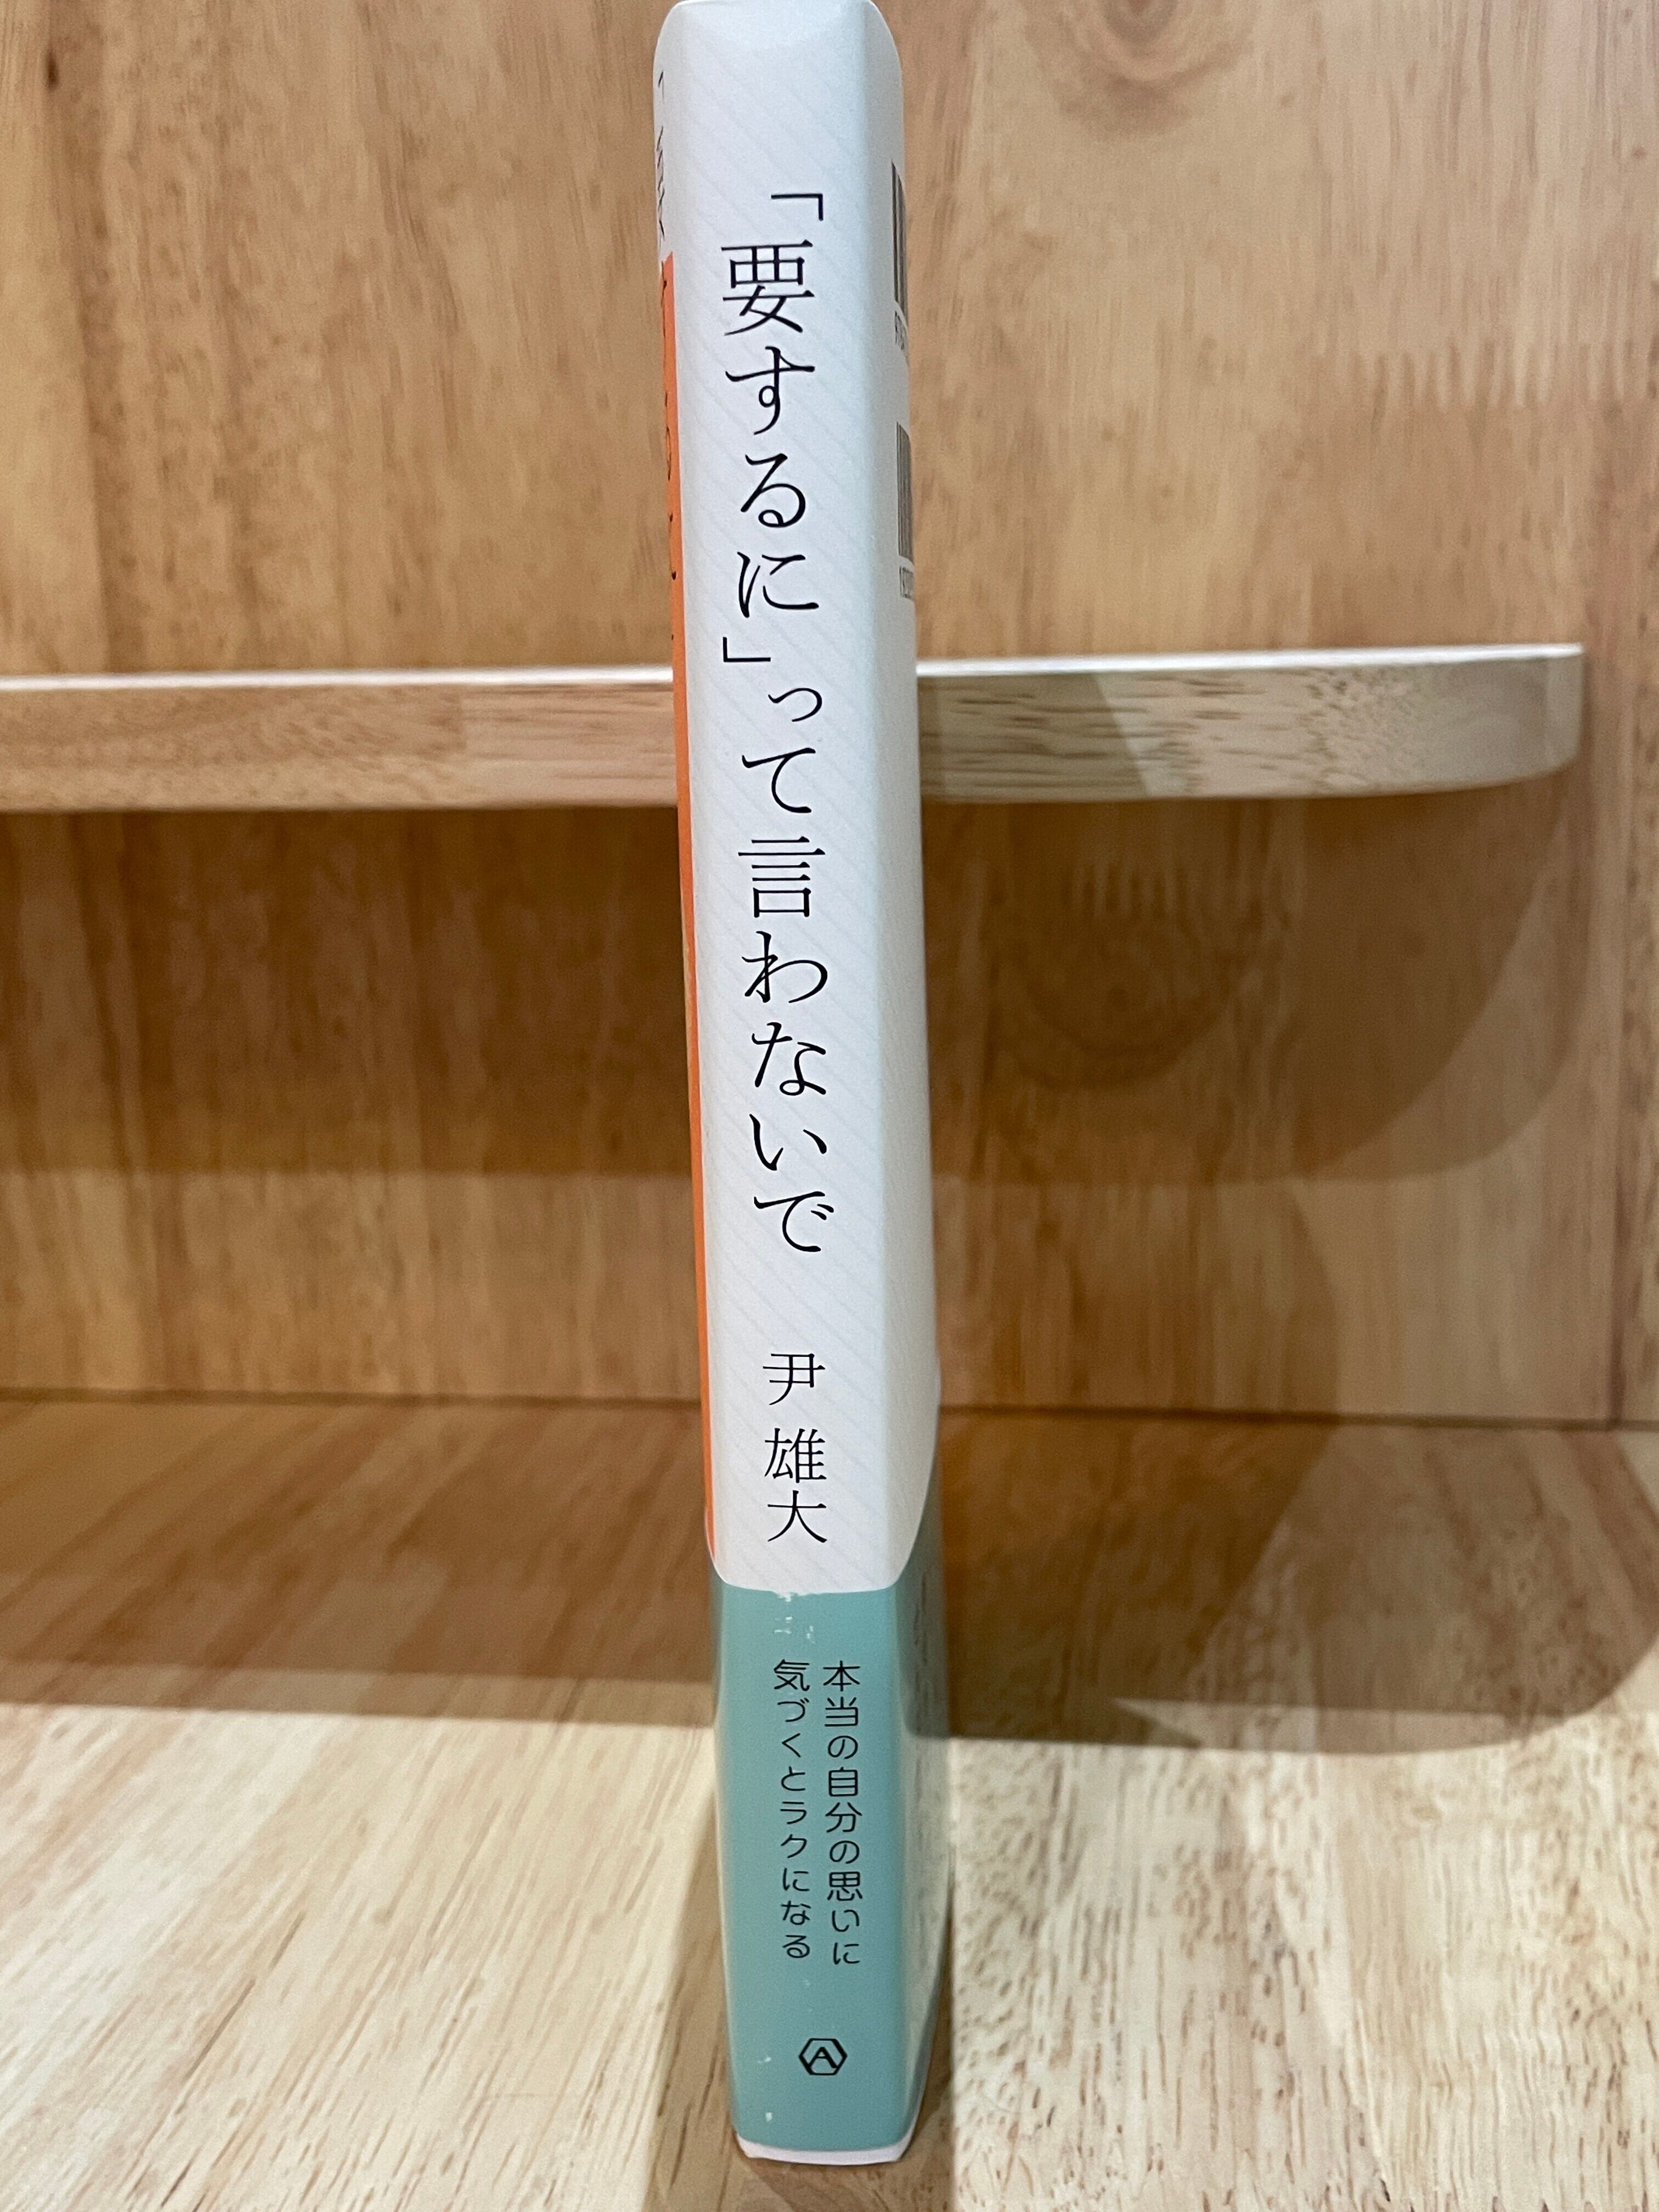 「要するに」って言わないで
尹 雄大
本当の自分の思いに
気づくとラクになる
A